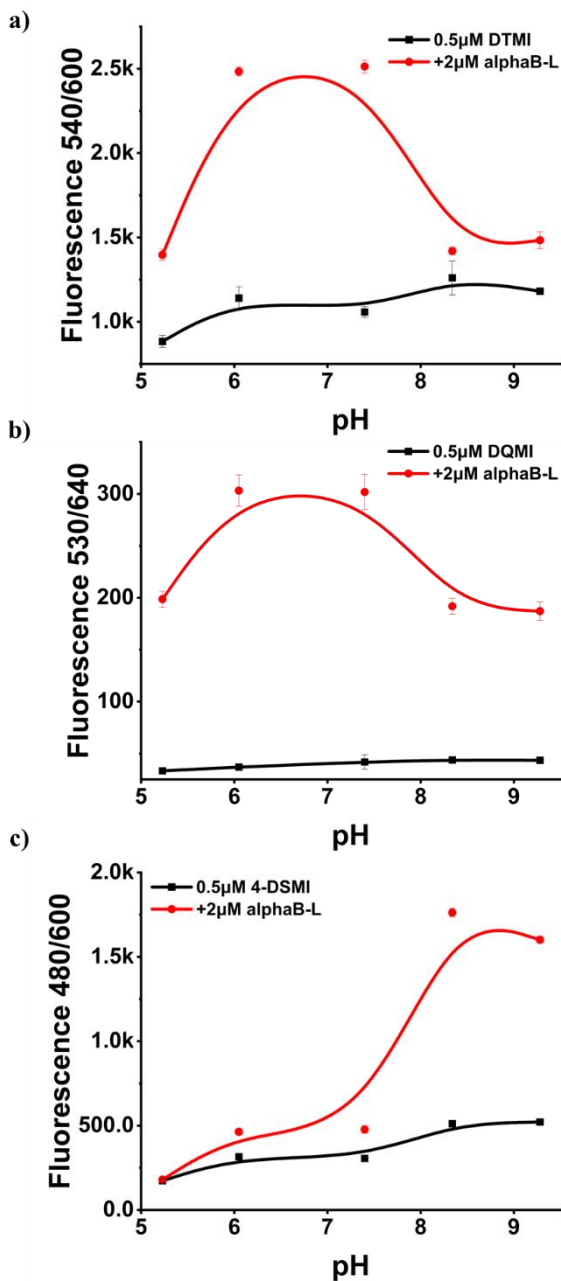 a)
0.5µM DTMI
+2µM alphaB-L
Fluorescence 540/600
2.5k
2.0k
1.5k
1.0k
5 6 7 8 9
pH
b)
0.5µM DQMI
+2µM alphaB-L
Fluorescence 530/640
300
200
100
5 6 7 8 9
pH
c)
0.5µM 4-DSMI
+2µM alphaB-L
Fluorescence 480/600
2.0k
1.5k
1.0k
500.0
0.0
5 6 7 8 9
pH